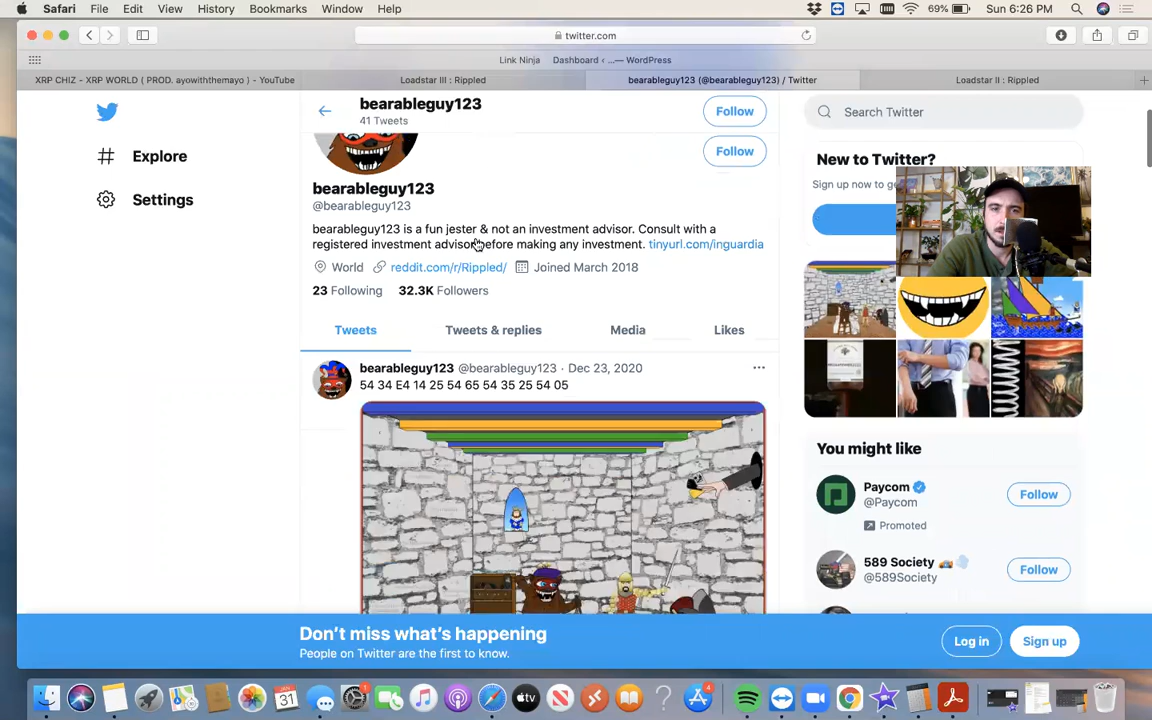 Safari File Edit View History Bookmarks Window Help 69% Sun 6:26 PM
twitter.com
Link Ninja Dashboard ‹ ...— WordPress
XRP CHIZ - XRP WORLD ( PROD. ayowiththemayo ) - YouTube Loadstar III : Rippled bearableguy123 (@bearableguy123) / Twitter Loadstar II : Rippled
bearableguy123
41 Tweets
Follow
Search Twitter
Explore
Settings
Follow
New to Twitter?
Sign up now to ge
bearableguy123
@bearableguy123
bearableguy123 is a fun jester & not an investment advisor. Consult with a
registered investment advisor before making any investment. tinyurl.com/inguardia
World reddit.com/r/Rippled/ Joined March 2018
23 Following 32.3K Followers
Tweets Tweets & replies Media Likes
bearableguy123 @bearableguy123 · Dec 23, 2020
54 34 E4 14 25 54 65 54 35 25 54 05
You might like
Paycom
@Paycom
Follow
Promoted
589 Society
@589Society
Follow
Don't miss what's happening
People on Twitter are the first to know.
Log in Sign up